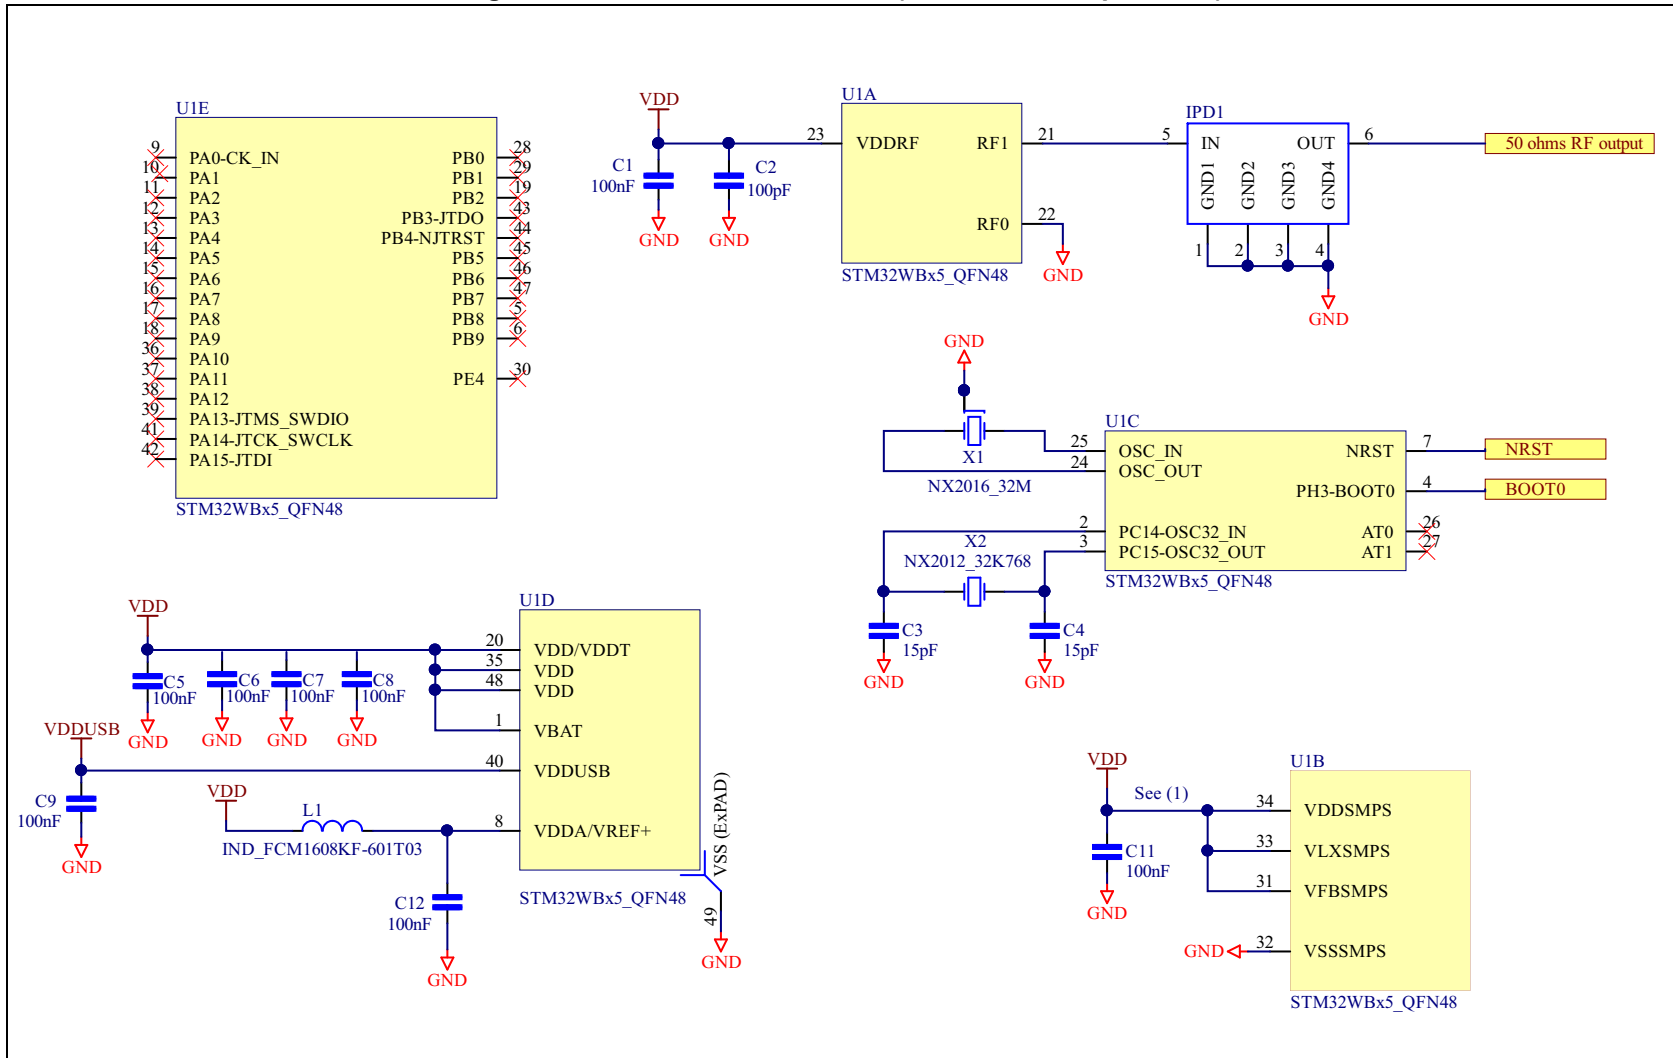 U1E
9 PA0-CK_IN PB0 28
10 PA1 PB1 29
11 PA2 PB2 19
12 PA3 PB3-JTDO 43
13 PA4 PB4-NJTRST 44
14 PA5 PB5 45
15 PA6 PB6 46
16 PA7 PB7 47
17 PA8 PB8 5
18 PA9 PB9 6
36 PA10
37 PA11 PE4 30
38 PA12
39 PA13-JTMS_SWDIO
41 PA14-JTCK_SWCLK
42 PA15-JTDI
STM32WBx5_QFN48
VDD
C1
100nF
GND
C2
100pF
GND
U1A
23 VDDRF RF1 21
RF0 22
GND
STM32WBx5_QFN48
IPD1
5 IN OUT 6
GND1 GND2 GND3 GND4
1 2 3 4
GND
50 ohms RF output
GND
X1
NX2016_32M
U1C
25 OSC_IN NRST 7
24 OSC_OUT
PH3-BOOT0 4
2 PC14-OSC32_IN AT0 26
3 PC15-OSC32_OUT AT1 27
STM32WBx5_QFN48
NRST
BOOT0
X2
NX2012_32K768
C3
15pF
GND
C4
15pF
GND
VDD
C5
100nF
GND
C6
100nF
GND
C7
100nF
GND
C8
100nF
GND
VDDUSB
C9
100nF
GND
VDD
L1
IND_FCM1608KF-601T03
C12
100nF
GND
U1D
20 VDD/VDDT
35 VDD
48 VDD
1 VBAT
40 VDDUSB
8 VDDA/VREF+
VSS (ExPAD)
49
GND
STM32WBx5_QFN48
VDD
See (1)
C11
100nF
GND
U1B
34 VDDSMPS
33 VLXSMPS
31 VFBSMPS
GND 32 VSSSMPS
STM32WBx5_QFN48